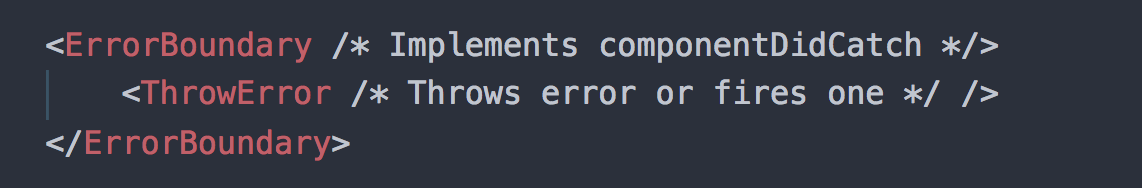 <ErrorBoundary /* Implements componentDidCatch */>
<ThrowError /* Throws error or fires one */ />
</ErrorBoundary>